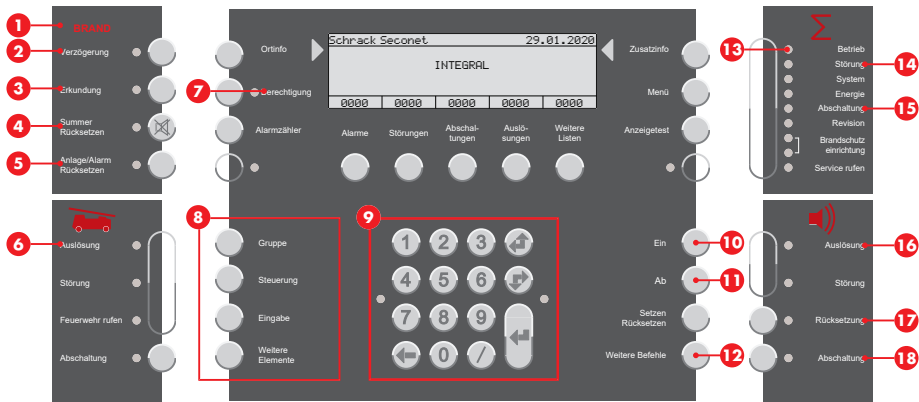 1
BRAND
2
Verzögerung
3
Erkundung
4
Summer
Rücksetzen
5
Anlage/Alarm
Rücksetzen
6
Auslösung
Störung
Feuerwehr rufen
Abschaltung
Ortinfo
7
Berechtigung
Alarmzähler
Schrack Seconet 29.01.2020
INTEGRAL
0000 0000 0000 0000 0000
Alarme
Störungen
Abschal-
tungen
Auslö-
sungen
Weitere
Listen
Zusatzinfo
Menü
Anzeigetest
8
Gruppe
Steuerung
Eingabe
Weitere
Elemente
9
1 2 3
4 5 6
7 8 9
0 /
Ein
10
Ab
11
Setzen
Rücksetzen
Weitere Befehle
12
Σ
13
Betrieb
Störung
14
System
Energie
Abschaltung
15
Revision
Brandschutz
einrichtung
Service rufen
Auslösung
16
Störung
Rücksetzung
17
Abschaltung
18